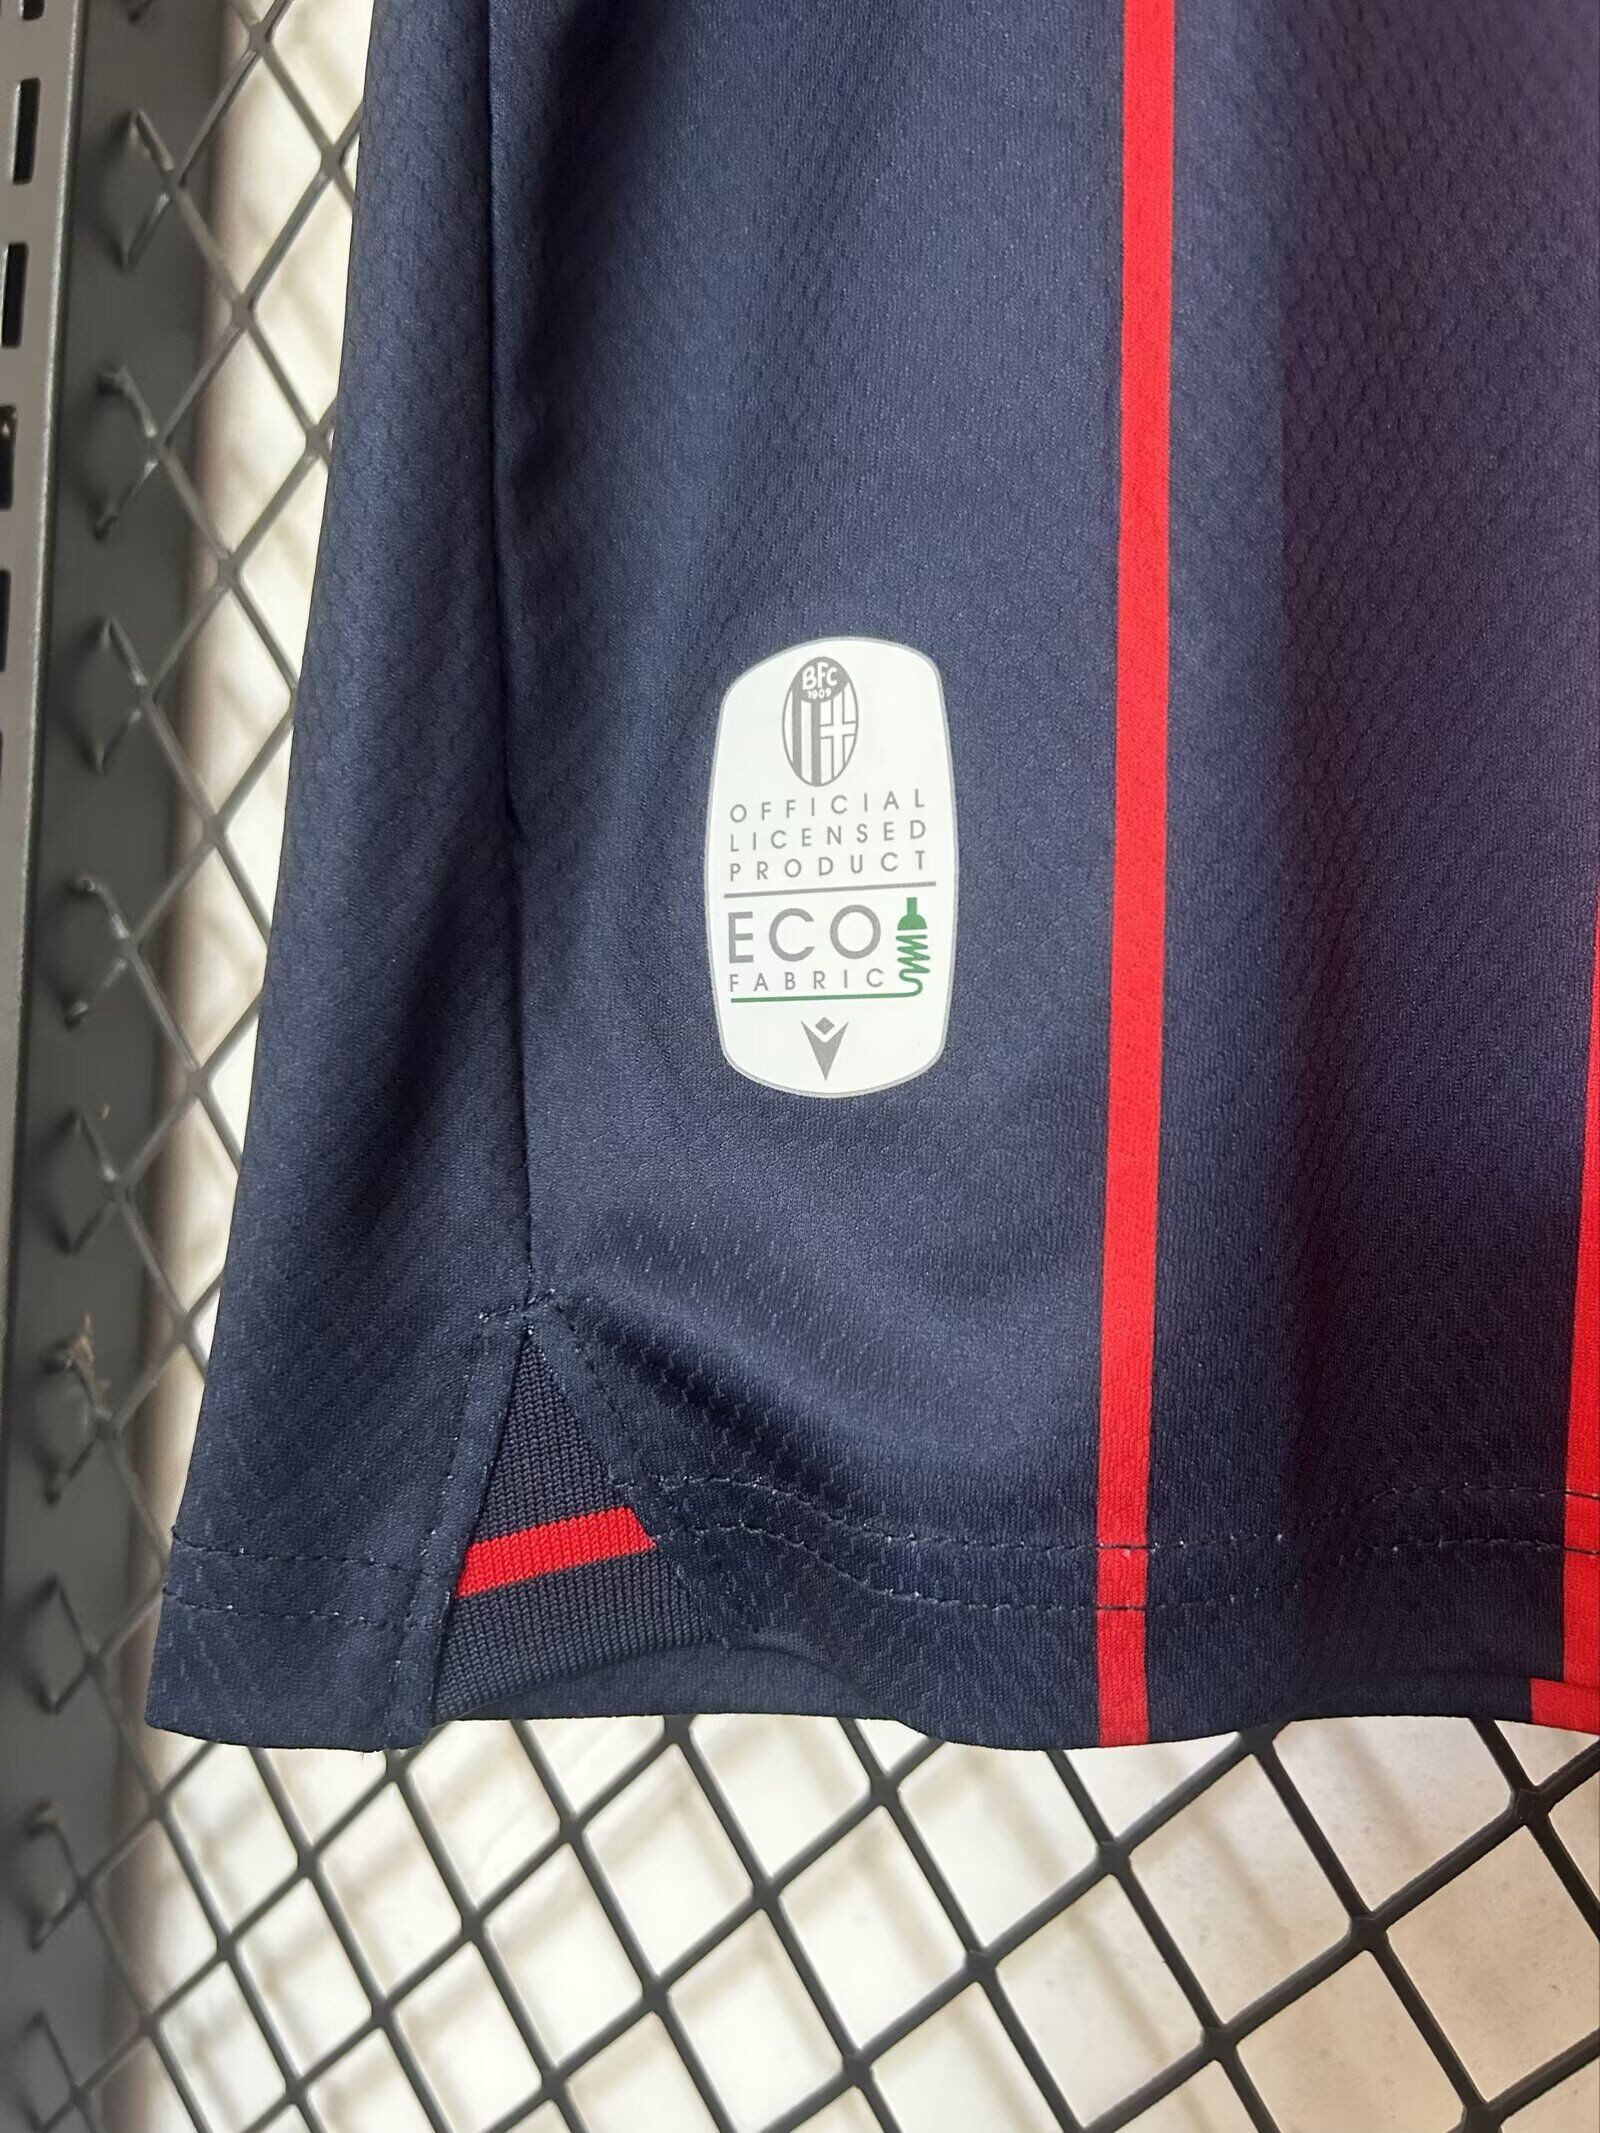 BFC
1909
OFFICIAL
LICENSED
PRODUCT
ECO
FABRIC